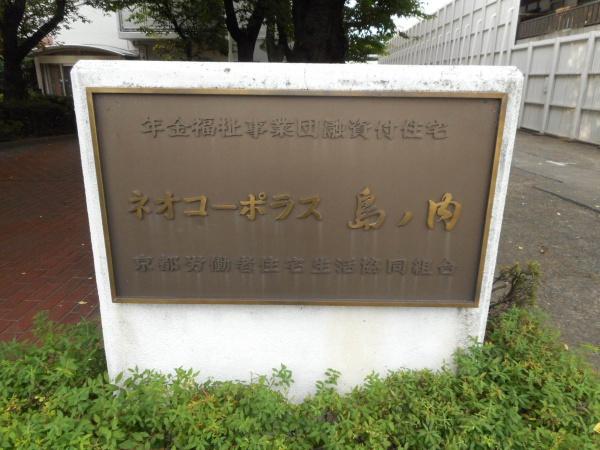 年金福祉事業団融資付住宅
ネオコーポラス 島ノ内
京都労働者住宅生活協同組合